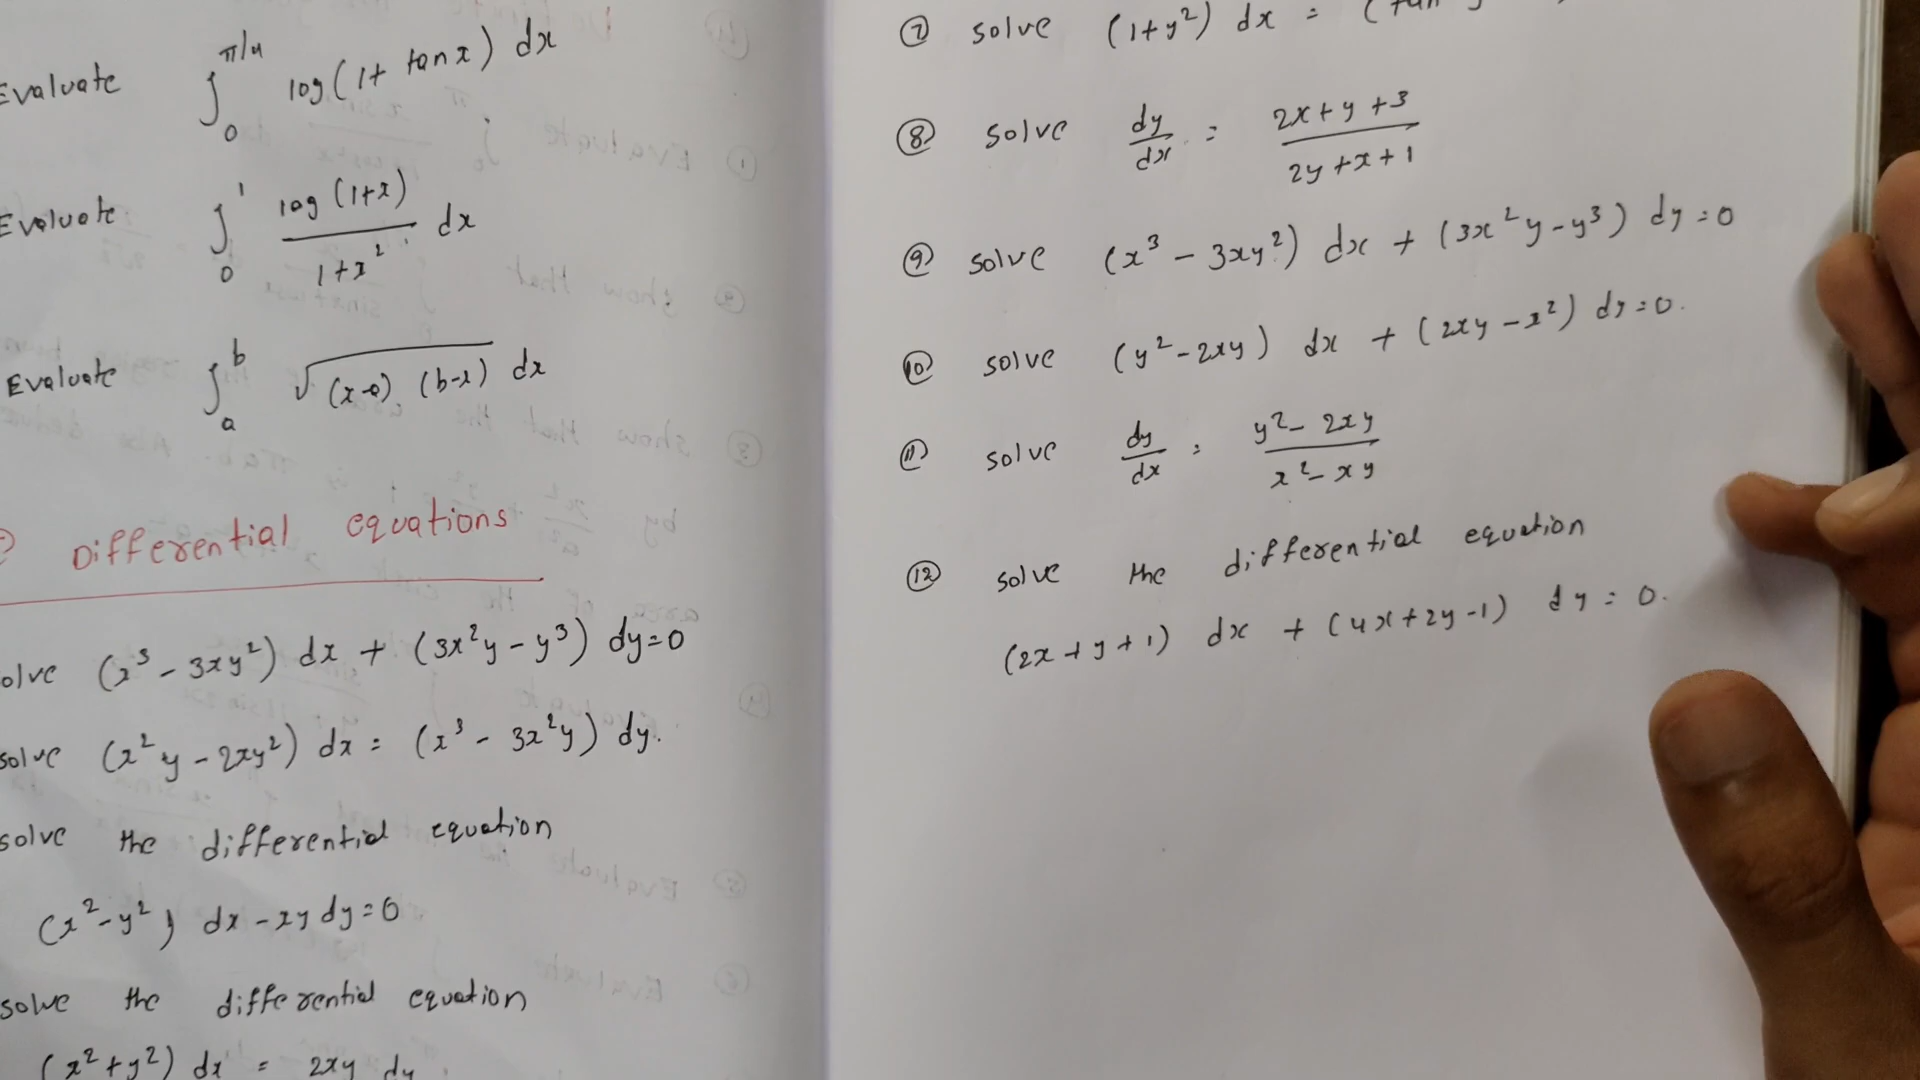 Evaluate ∫₀^π/4 log(1+ tanx) dx
Evaluate ∫₀¹ log(1+x) / 1+x² dx
Evaluate ∫ₐᵇ √(x-a) (b-x) dx
Differential equations
solve (x³ - 3xy²) dx + (3x²y - y³) dy=0
solve (x²y - 2xy²) dx = (x³ - 3x²y) dy.
solve the differential equation
(x²-y²) dx - xy dy=0
solve the differential equation
(x²+y²) dx = 2xy dy
⑦ solve (1+y²) dx = (tan
⑧ solve dy/dx = 2x+y+3 / 2y+x+1
⑨ solve (x³ - 3xy²) dx + (3x²y-y³) dy=0
⑩ solve (y²-2xy) dx + (2xy-x²) dy=0.
⑪ solve dy/dx = y²- 2xy / x²- xy
⑫ solve the differential equation
(2x+y+1) dx + (4x+2y-1) dy=0.